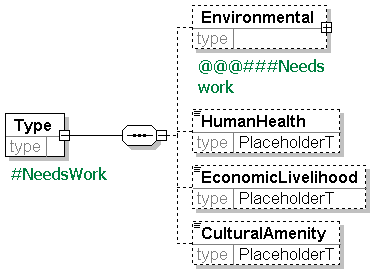 Environmental
type
@@@###Needs
work
Type
type
#NeedsWork
HumanHealth
type PlaceholderT
EconomicLivelihood
type PlaceholderT
CulturalAmenity
type PlaceholderT